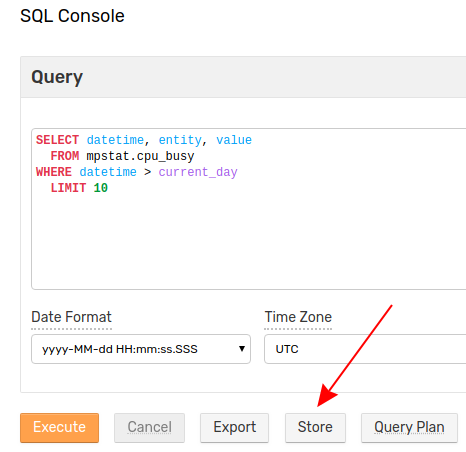 SQL Console
Query
SELECT datetime, entity, value
FROM mpstat.cpu_busy
WHERE datetime > current_day
LIMIT 10
Date Format Time Zone
yyyy-MM-dd HH:mm:ss.SSS UTC
Execute Cancel Export Store Query Plan